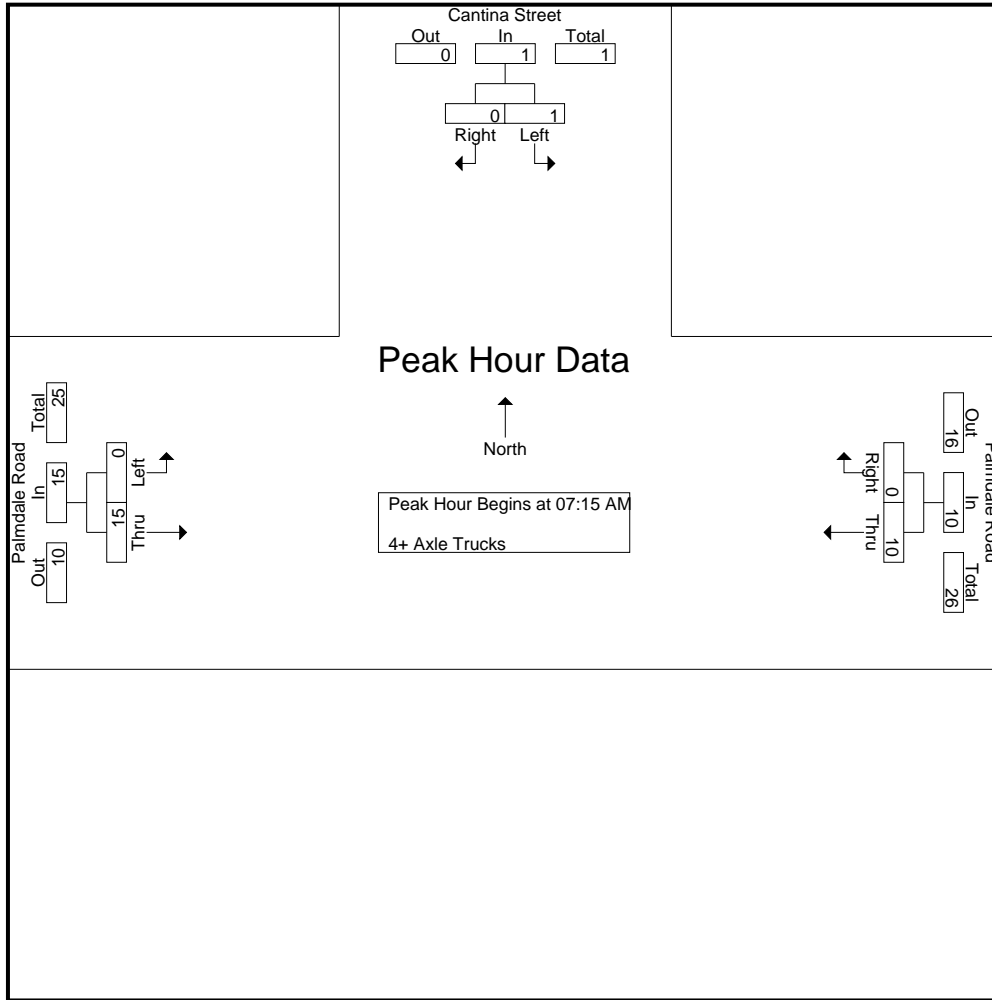 Cantina Street
Out In Total
0 1 1
0 1
Right Left
Peak Hour Data
North
Peak Hour Begins at 07:15 AM
4+ Axle Trucks
Palmdale Road
Total In Out
25 15 10
0 15
Left Thru
Palmdale Road
Out In Total
16 10 26
0 10
Right Thru